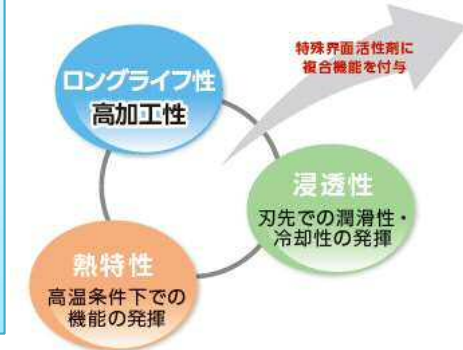 特殊界面活性剤に
複合機能を付与
ロングライフ性
高加工性
浸透性
刃先での潤滑性・
冷却性の発揮
熱特性
高温条件下での
機能の発揮